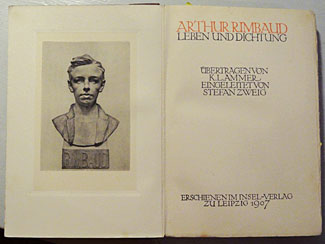 ARTHUR RIMBAUD
LEBEN UND DICHTUNG
ÜBERTRAGEN VON
K. L. AMMER
EINGELEITET VON
STEFAN ZWEIG
ERSCHIENEN IM INSEL-VERLAG
ZU LEIPZIG 1907